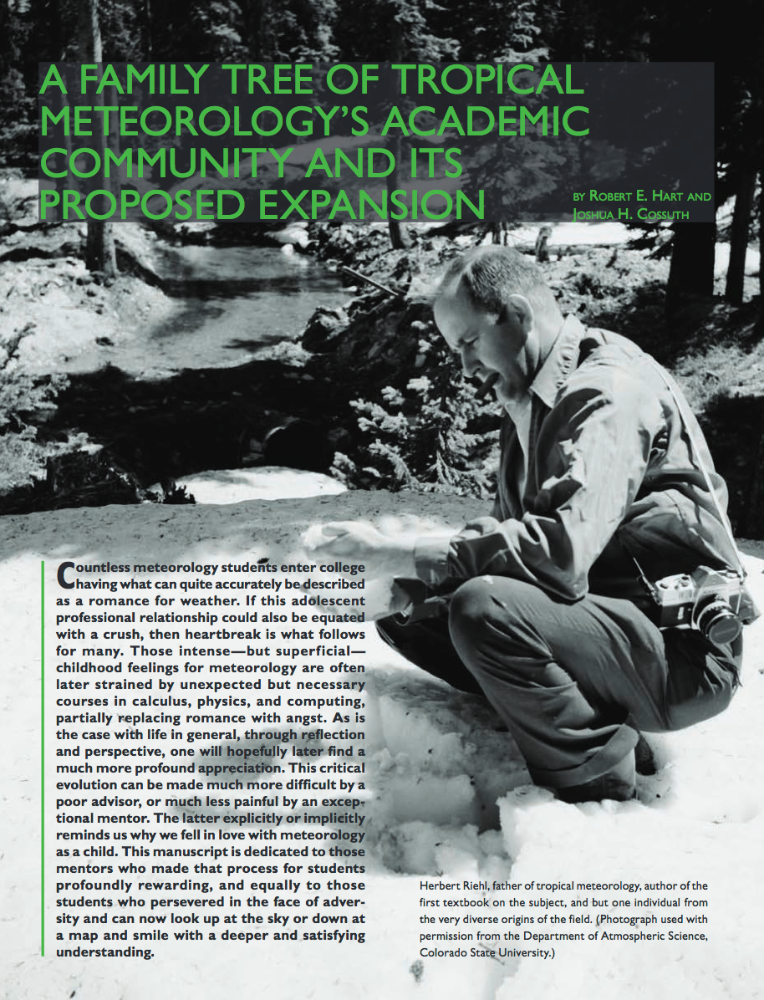 A FAMILY TREE OF TROPICAL
METEOROLOGY'S ACADEMIC
COMMUNITY AND ITS
PROPOSED EXPANSION
BY ROBERT E. HART AND
JOSHUA H. COSSUTH
Countless meteorology students enter college
having what can quite accurately be described
as a romance for weather. If this adolescent
professional relationship could also be equated
with a crush, then heartbreak is what follows
for many. Those intense—but superficial—
childhood feelings for meteorology are often
later strained by unexpected but necessary
courses in calculus, physics, and computing,
partially replacing romance with angst. As is
the case with life in general, through reflection
and perspective, one will hopefully later find a
much more profound appreciation. This critical
evolution can be made much more difficult by a
poor advisor, or much less painful by an excep-
tional mentor. The latter explicitly or implicitly
reminds us why we fell in love with meteorology
as a child. This manuscript is dedicated to those
mentors who made that process for students
profoundly rewarding, and equally to those
students who persevered in the face of adver-
sity and can now look up at the sky or down at
a map and smile with a deeper and satisfying
understanding.
Herbert Riehl, father of tropical meteorology, author of the
first textbook on the subject, and but one individual from
the very diverse origins of the field. (Photograph used with
permission from the Department of Atmospheric Science,
Colorado State University.)